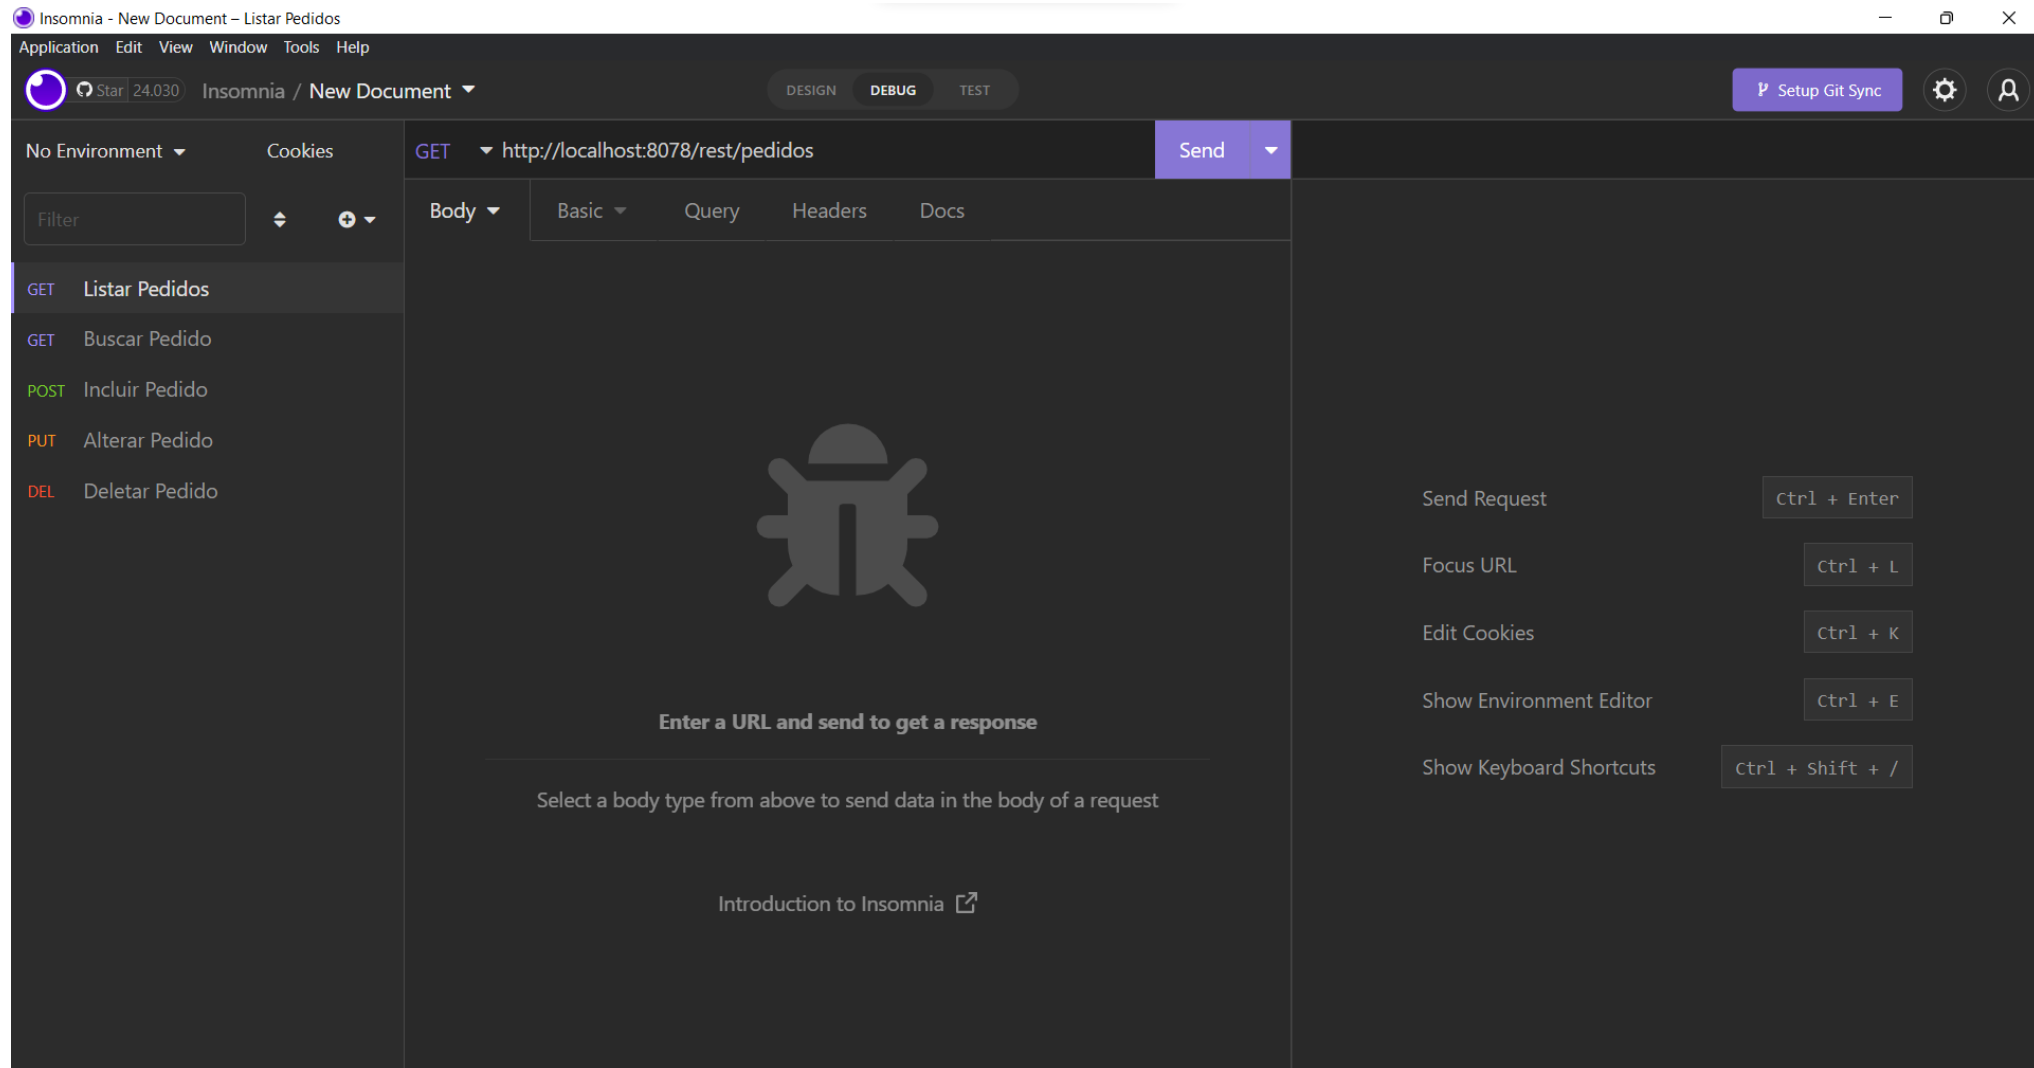 Insomnia - New Document – Listar Pedidos
Application Edit View Window Tools Help
Star 24.030 Insomnia / New Document DESIGN DEBUG TEST Setup Git Sync
No Environment Cookies
Filter
GET Listar Pedidos
GET Buscar Pedido
POST Incluir Pedido
PUT Alterar Pedido
DEL Deletar Pedido
GET http://localhost:8078/rest/pedidos Send
Body Basic Query Headers Docs
Enter a URL and send to get a response
Select a body type from above to send data in the body of a request
Introduction to Insomnia
Send Request Ctrl + Enter
Focus URL Ctrl + L
Edit Cookies Ctrl + K
Show Environment Editor Ctrl + E
Show Keyboard Shortcuts Ctrl + Shift + /